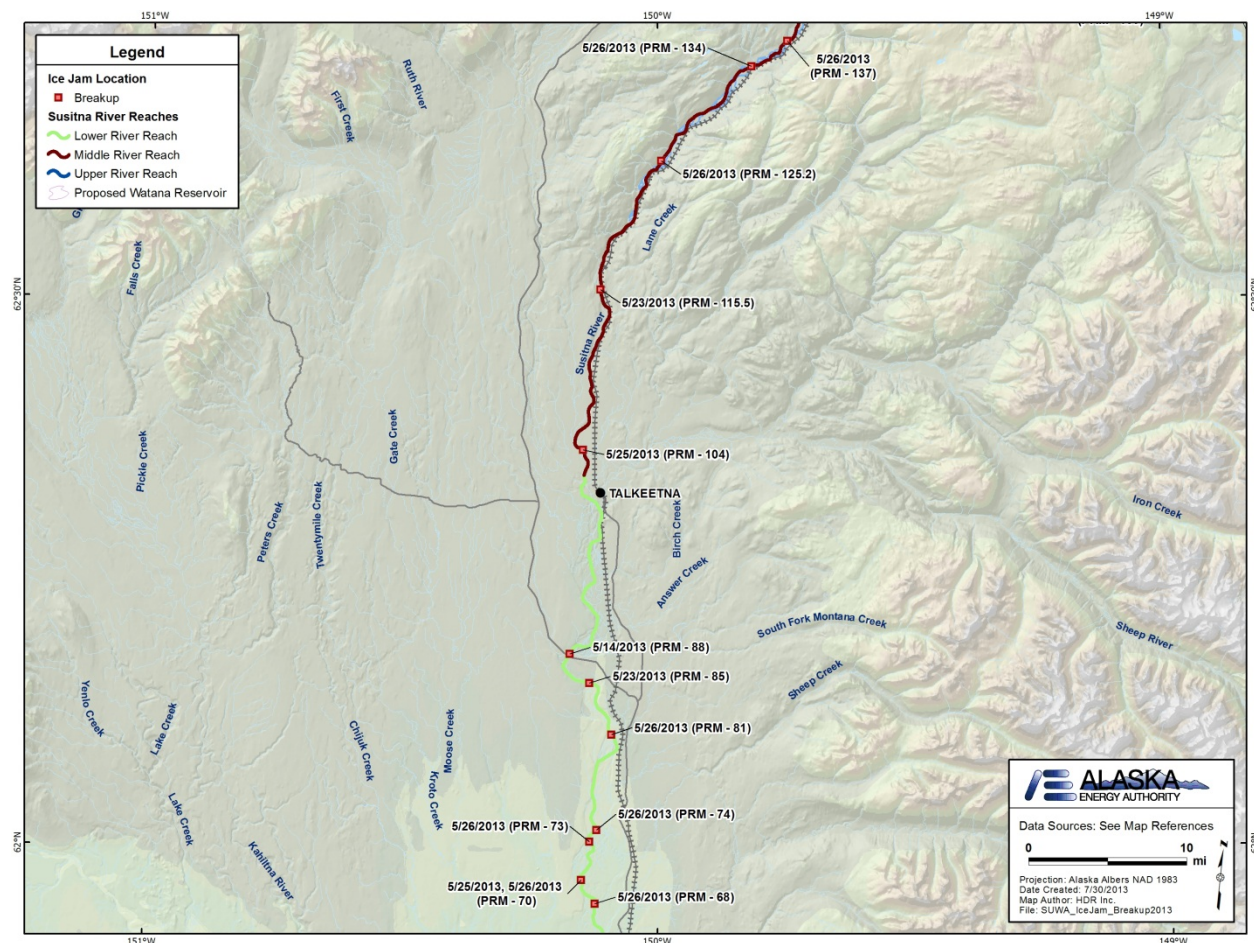 151°W
150°W
149°W
Legend
Ice Jam Location
Breakup
Susitna River Reaches
Lower River Reach
Middle River Reach
Upper River Reach
Proposed Watana Reservoir
5/26/2013 (PRM - 134)
5/26/2013
(PRM - 137)
Ruth River
First Creek
5/26/2013 (PRM - 125.2)
Lane Creek
Falls Creek
62°30'N
5/23/2013 (PRM - 115.5)
Susitna River
Gate Creek
Pickle Creek
5/25/2013 (PRM - 104)
TALKEETNA
Peters Creek
Twentymile Creek
Birch Creek
Iron Creek
Answer Creek
South Fork Montana Creek
Sheep River
5/14/2013 (PRM - 88)
5/23/2013 (PRM - 85)
Sheep Creek
Yenlo Creek
Lake Creek
Chijuk Creek
Moose Creek
5/26/2013 (PRM - 81)
Kroto Creek
Lake Creek
5/26/2013 (PRM - 74)
5/26/2013 (PRM - 73)
62°N
Kahiltna River
5/25/2013, 5/26/2013
(PRM - 70)
5/26/2013 (PRM - 68)
ALASKA
ENERGY AUTHORITY
Data Sources: See Map References
0 10
mi
N
Projection: Alaska Albers NAD 1983
Date Created: 7/30/2013
Map Author: HDR Inc.
File: SUWA_IceJam_Breakup2013
151°W
150°W
149°W